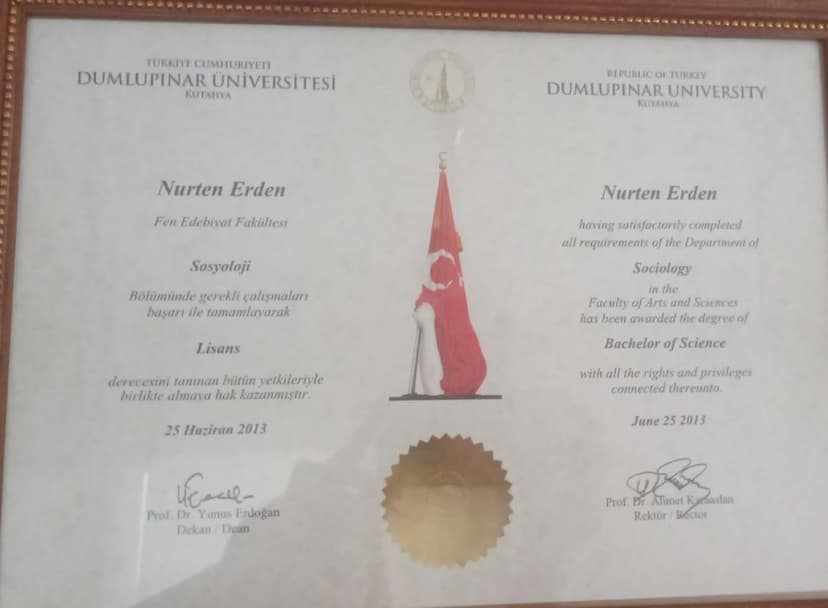 TÜRKİYE CUMHURİYETİ
DUMLUPINAR ÜNİVERSİTESİ
KÜTAHYA
Nurten Erden
Fen Edebiyat Fakültesi
Sosyoloji
Bölümünde gerekli çalışmaları
başarı ile tamamlayarak
Lisans
derecesini tanınan bütün yetkileriyle
birlikte almaya hak kazanmıştır.
25 Haziran 2013
Prof. Dr. Yunus Erdoğan
Dekan / Dean
REPUBLIC OF TURKEY
DUMLUPINAR UNIVERSITY
KUTAHYA
Nurten Erden
having satisfactorily completed
all requirements of the Department of
Sociology
in the
Faculty of Arts and Sciences
has been awarded the degree of
Bachelor of Science
with all the rights and privileges
connected thereunto.
June 25 2013
Prof. Dr. Ahmet Karaaslan
Rektör / Rector